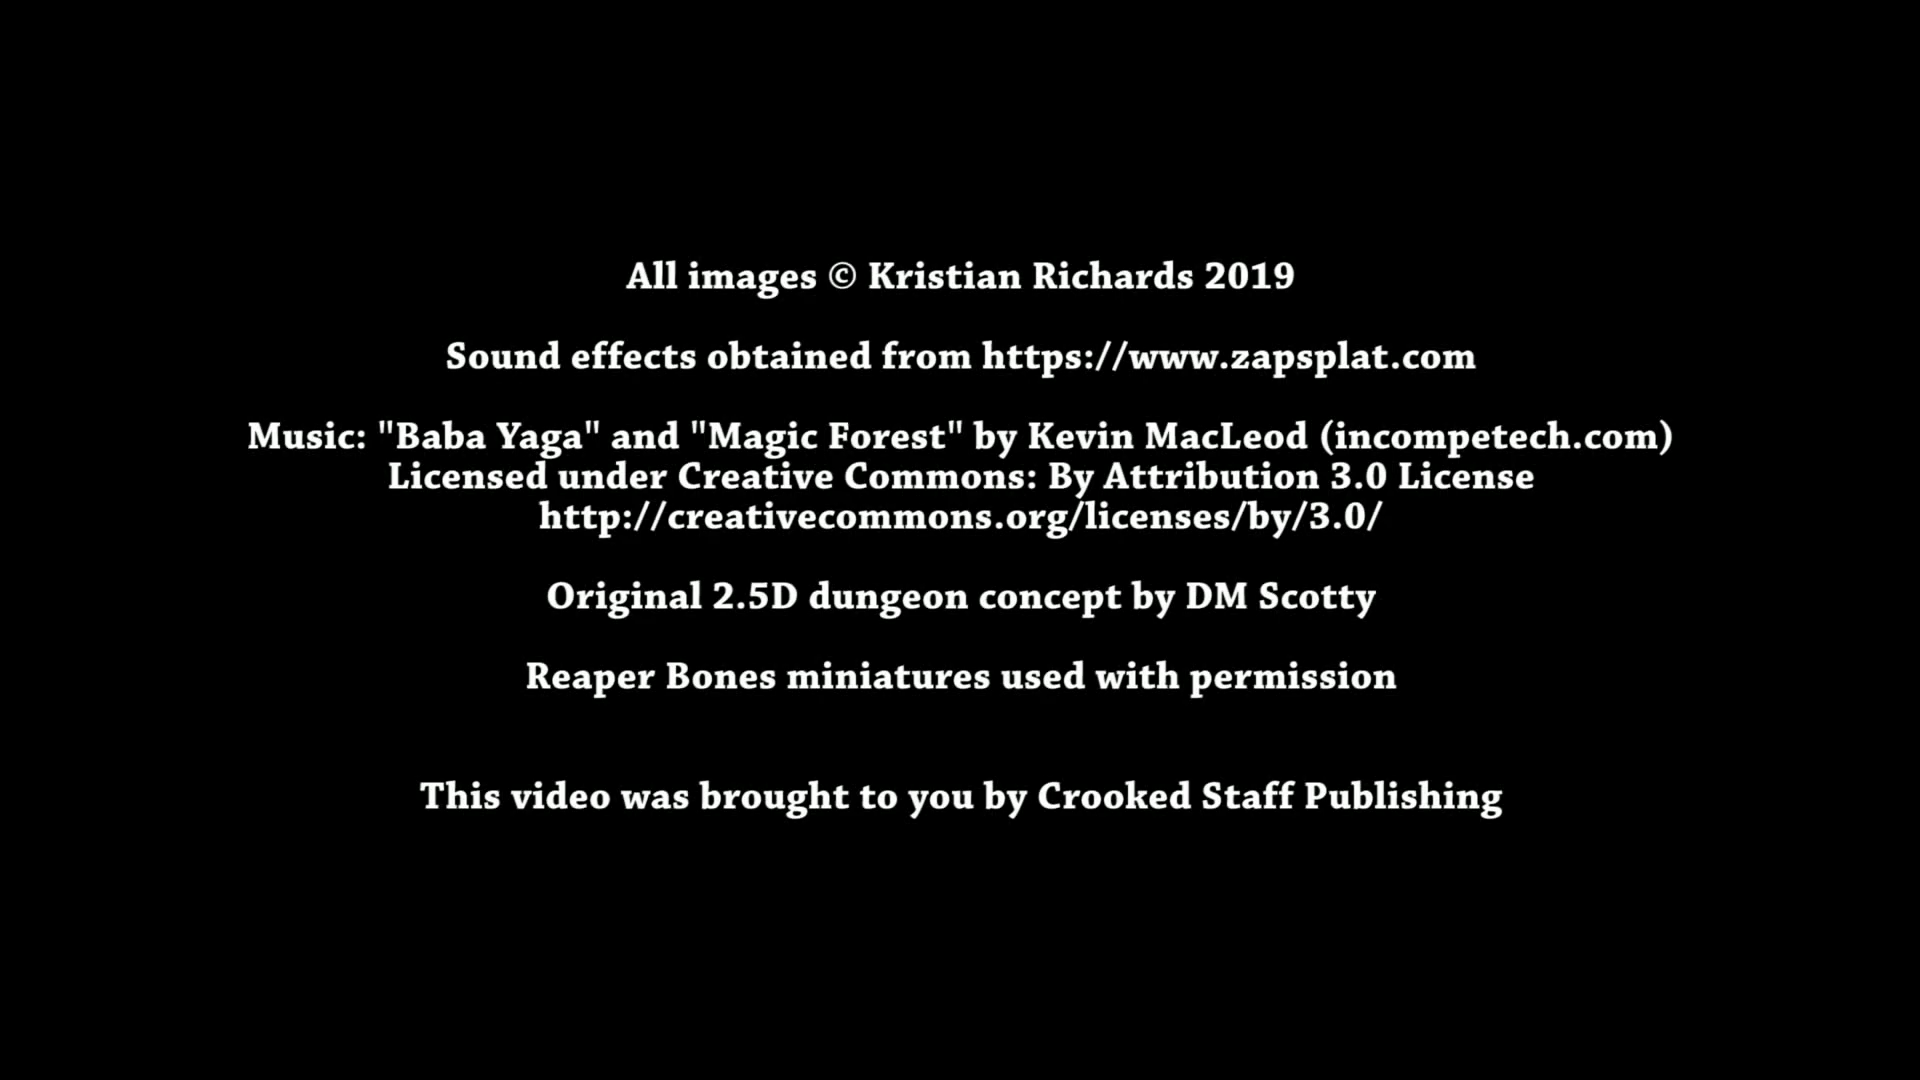 All images © Kristian Richards 2019
Sound effects obtained from https://www.zapsplat.com
Music: "Baba Yaga" and "Magic Forest" by Kevin MacLeod (incompetech.com)
Licensed under Creative Commons: By Attribution 3.0 License
http://creativecommons.org/licenses/by/3.0/
Original 2.5D dungeon concept by DM Scotty
Reaper Bones miniatures used with permission
This video was brought to you by Crooked Staff Publishing